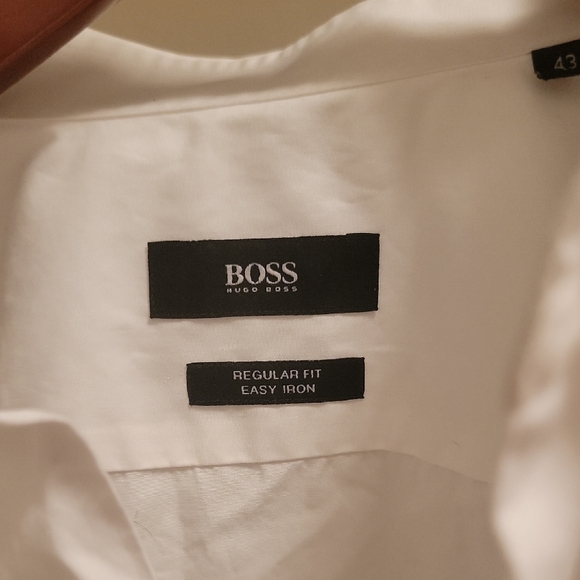 43
BOSS
HUGO BOSS
REGULAR FIT
EASY IRON